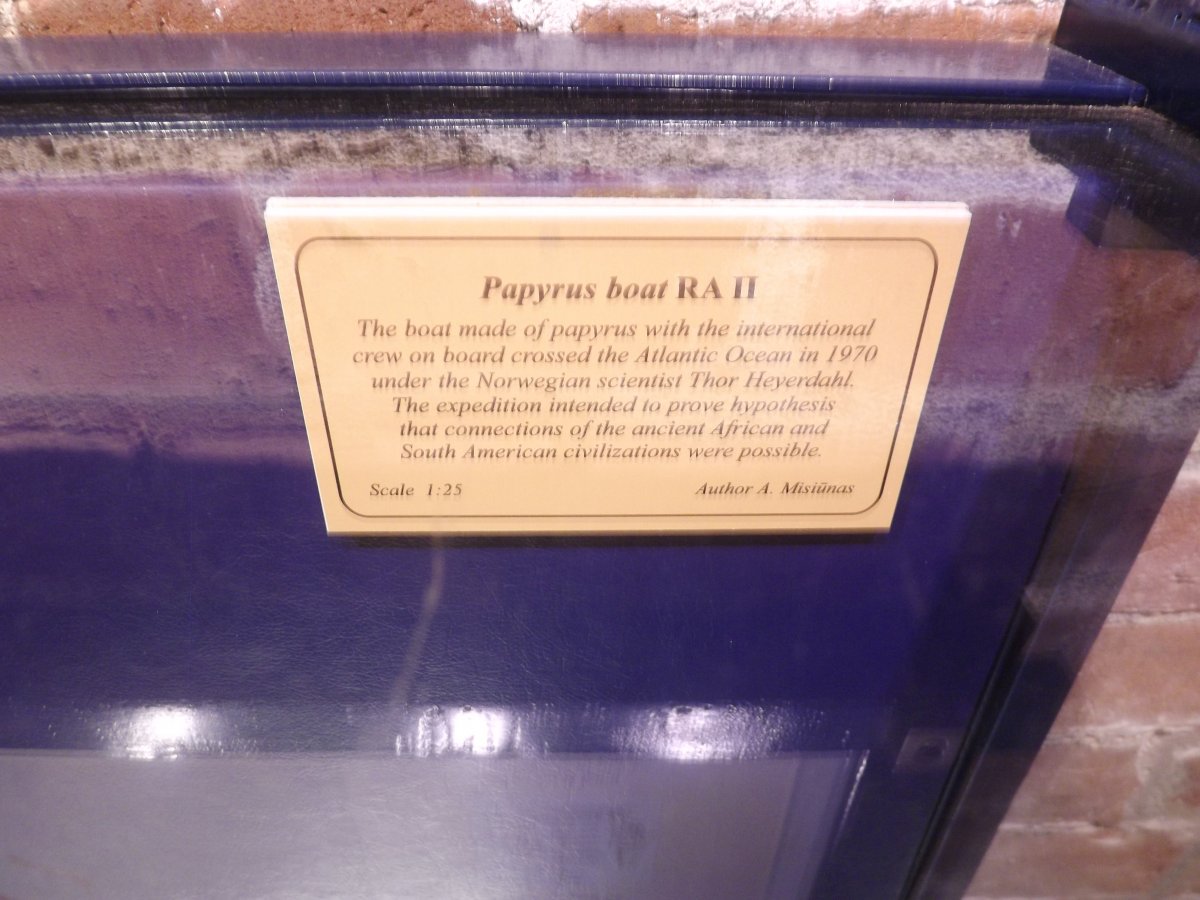 Papyrus boat RA II
The boat made of papyrus with the international
crew on board crossed the Atlantic Ocean in 1970
under the Norwegian scientist Thor Heyerdahl.
The expedition intended to prove hypothesis
that connections of the ancient African and
South American civilizations were possible.
Scale 1:25 Author A. Misiūnas